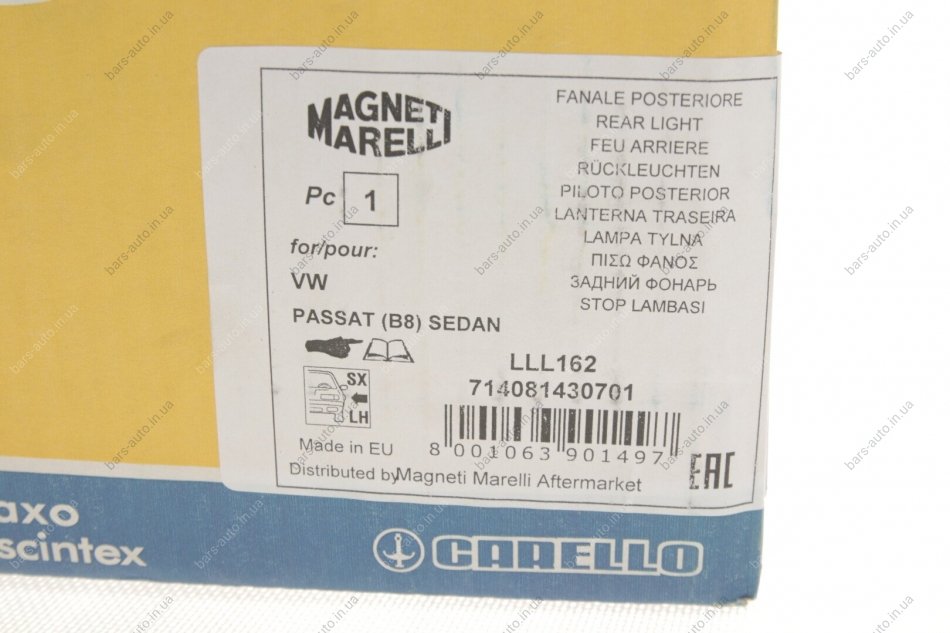 MAGNETI
MARELLI
Pc 1
for/pour:
VW
PASSAT (B8) SEDAN
SX
LH
Made in EU
Distributed by Magneti Marelli Aftermarket
FANALE POSTERIORE
REAR LIGHT
FEU ARRIERE
RÜCKLEUCHTEN
PILOTO POSTERIOR
LANTERNA TRASEIRA
LAMPA TYLNA
ΠΙΣΩ ΦΑΝΟΣ
ЗАДНИЙ ФОНАРЬ
STOP LAMBASI
LLL162
714081430701
8 001063 901497
EAC
axo
scintex
CARELLO
bars-auto.in.ua